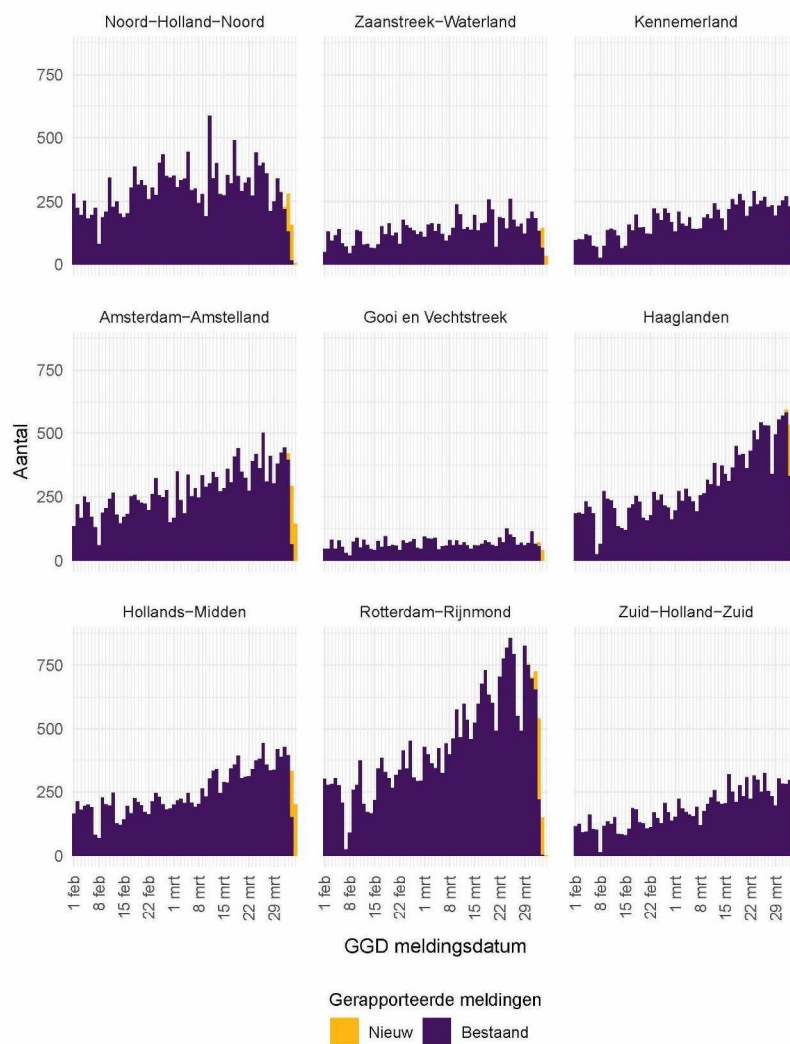 Noord-Holland-Noord
Zaanstreek-Waterland
Kennemerland
750
500
250
0
Amsterdam-Amstelland
Gooi en Vechtstreek
Haaglanden
750
500
250
0
Aantal
Hollands-Midden
Rotterdam-Rijnmond
Zuid-Holland-Zuid
750
500
250
0
1 feb
8 feb
15 feb
22 feb
1 mrt
8 mrt
15 mrt
22 mrt
29 mrt
1 feb
8 feb
15 feb
22 feb
1 mrt
8 mrt
15 mrt
22 mrt
29 mrt
1 feb
8 feb
15 feb
22 feb
1 mrt
8 mrt
15 mrt
22 mrt
29 mrt
GGD meldingsdatum
Gerapporteerde meldingen
Nieuw
Bestaand